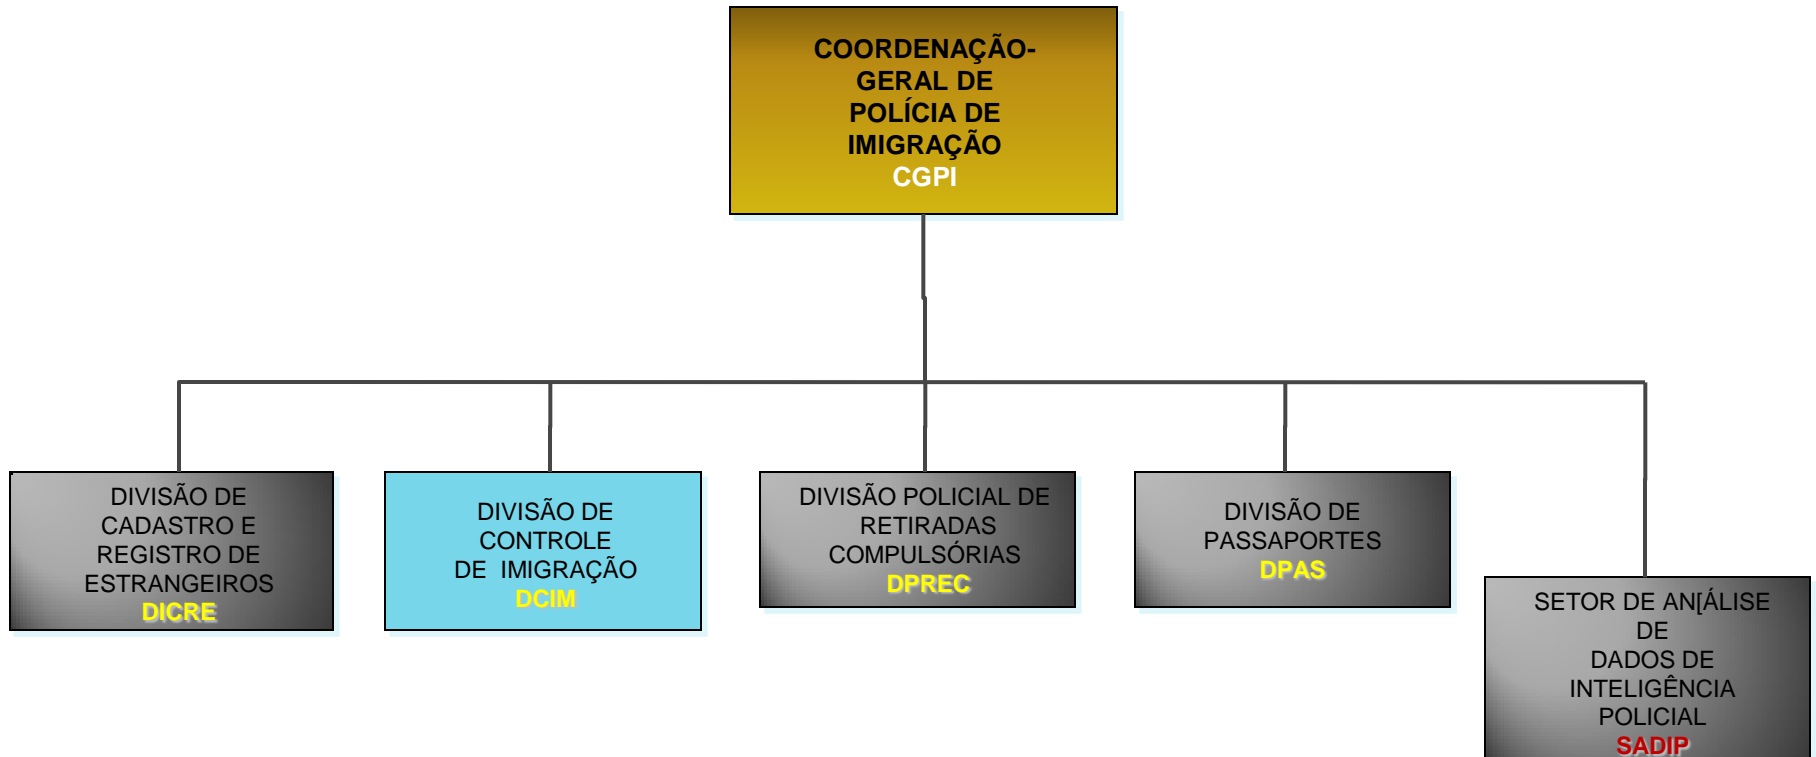 COORDENAÇÃO-
GERAL DE
POLÍCIA DE
IMIGRAÇÃO
CGPI
DIVISÃO DE
CADASTRO E
REGISTRO DE
ESTRANGEIROS
DICRE
DIVISÃO DE
CONTROLE
DE IMIGRAÇÃO
DCIM
DIVISÃO POLICIAL DE
RETIRADAS
COMPULSÓRIAS
DPREC
DIVISÃO DE
PASSAPORTES
DPAS
SETOR DE AN[ÁLISE
DE
DADOS DE
INTELIGÊNCIA
POLICIAL
SADIP